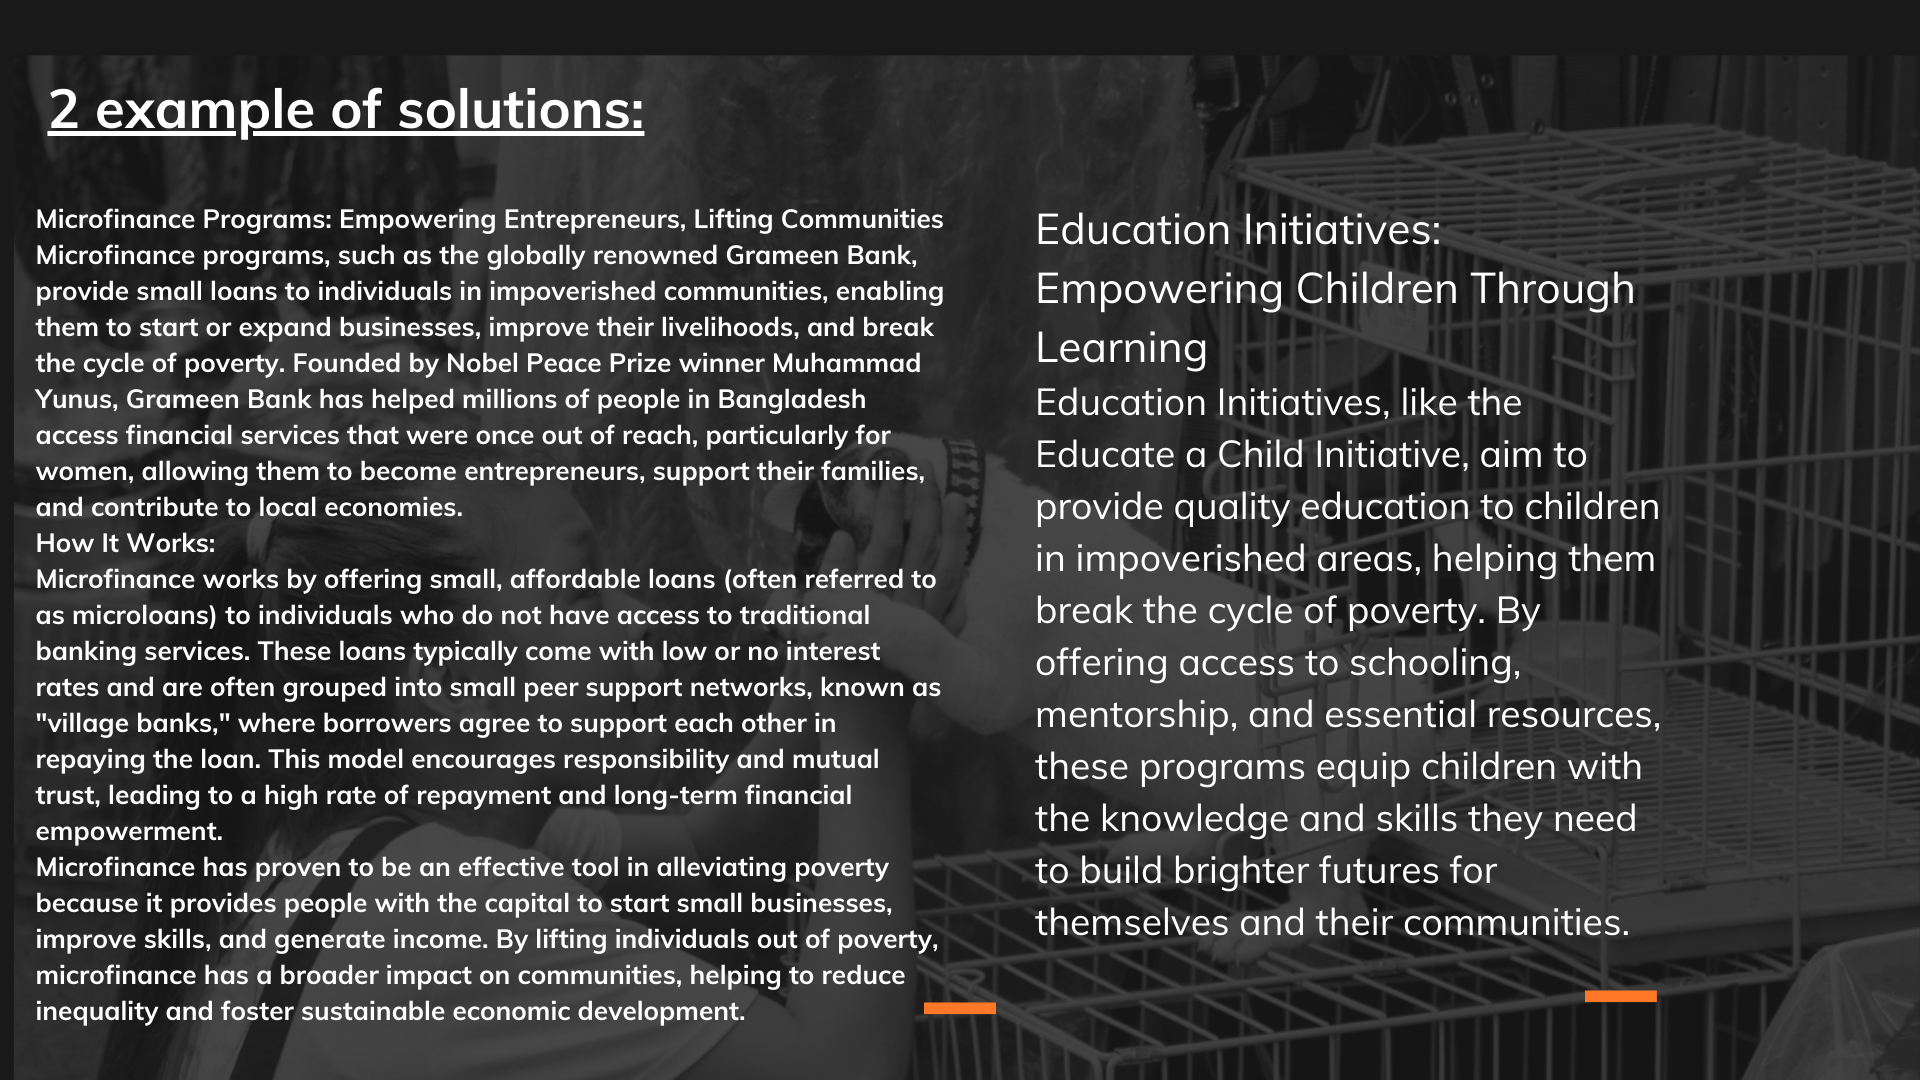 2 example of solutions:
Microfinance Programs: Empowering Entrepreneurs, Lifting Communities
Microfinance programs, such as the globally renowned Grameen Bank,
provide small loans to individuals in impoverished communities, enabling
them to start or expand businesses, improve their livelihoods, and break
the cycle of poverty. Founded by Nobel Peace Prize winner Muhammad
Yunus, Grameen Bank has helped millions of people in Bangladesh
access financial services that were once out of reach, particularly for
women, allowing them to become entrepreneurs, support their families,
and contribute to local economies.
How It Works:
Microfinance works by offering small, affordable loans (often referred to
as microloans) to individuals who do not have access to traditional
banking services. These loans typically come with low or no interest
rates and are often grouped into small peer support networks, known as
"village banks," where borrowers agree to support each other in
repaying the loan. This model encourages responsibility and mutual
trust, leading to a high rate of repayment and long-term financial
empowerment.
Microfinance has proven to be an effective tool in alleviating poverty
because it provides people with the capital to start small businesses,
improve skills, and generate income. By lifting individuals out of poverty,
microfinance has a broader impact on communities, helping to reduce
inequality and foster sustainable economic development.
Education Initiatives:
Empowering Children Through
Learning
Education Initiatives, like the
Educate a Child Initiative, aim to
provide quality education to children
in impoverished areas, helping them
break the cycle of poverty. By
offering access to schooling,
mentorship, and essential resources,
these programs equip children with
the knowledge and skills they need
to build brighter futures for
themselves and their communities.